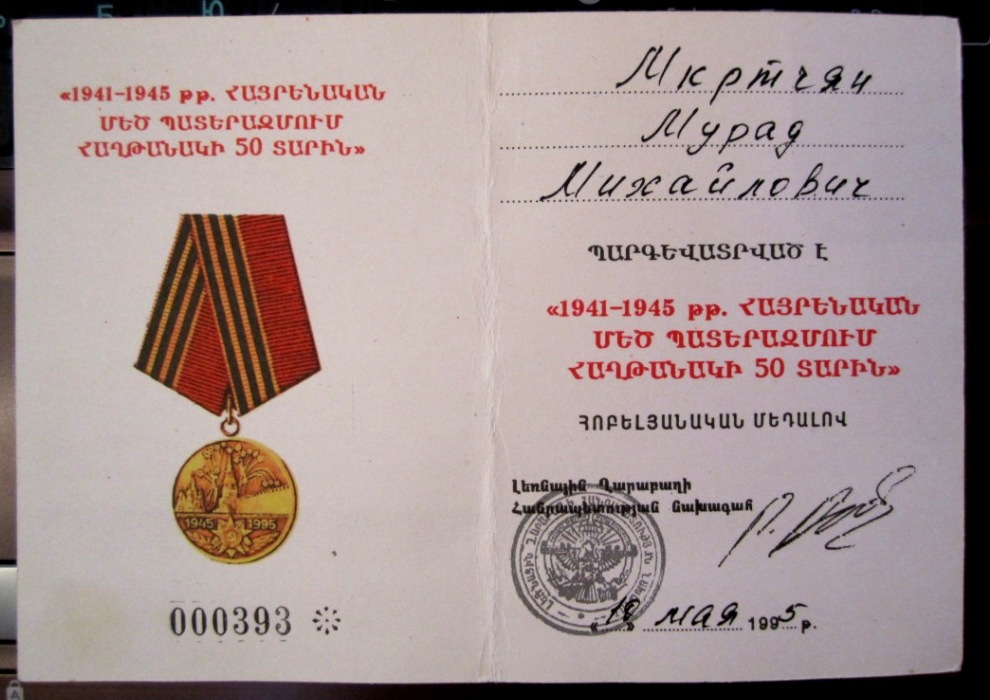 «1941–1945 թթ. ՀԱՅՐԵՆԱԿԱՆ
ՄԵԾ ՊԱՏԵՐԱԶՄՈՒՄ
ՀԱՂԹԱՆԱԿԻ 50 ՏԱՐԻՆ»
1945 1995
000393
Мкртчян
Мурад
Михайлович
ՊԱՐԳԵՎԱՏՐՎԱԾ Է
«1941–1945 թթ. ՀԱՅՐԵՆԱԿԱՆ
ՄԵԾ ՊԱՏԵՐԱԶՄՈՒՄ
ՀԱՂԹԱՆԱԿԻ 50 ՏԱՐԻՆ»
ՀՈԲԵԼՅԱՆԱԿԱՆ ՄԵԴԱԼՈՎ
Լեռնային Ղարաբաղի
Հանրապետության նախագահ
«18» мая 1995 թ.